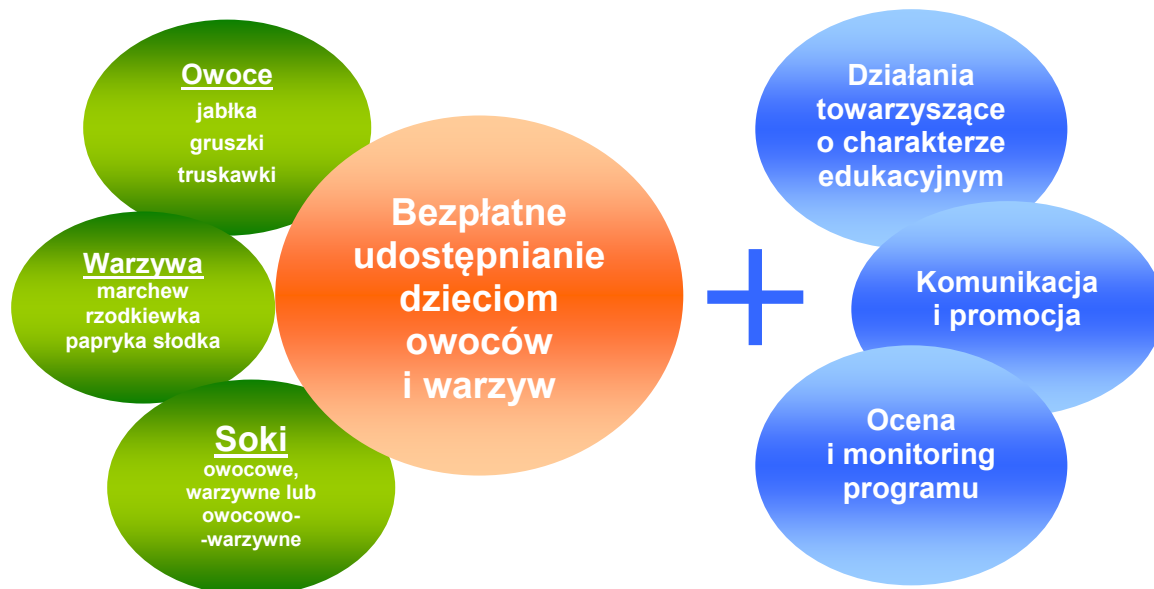 Owoce
jabłka
gruszki
truskawki
Warzywa
marchew
rzodkiewka
papryka słodka
Soki
owocowe,
warzywne lub
owocowo-
-warzywne
Bezpłatne
udostępnianie
dzieciom
owoców
i warzyw
+
Działania
towarzyszące
o charakterze
edukacyjnym
Komunikacja
i promocja
Ocena
i monitoring
programu